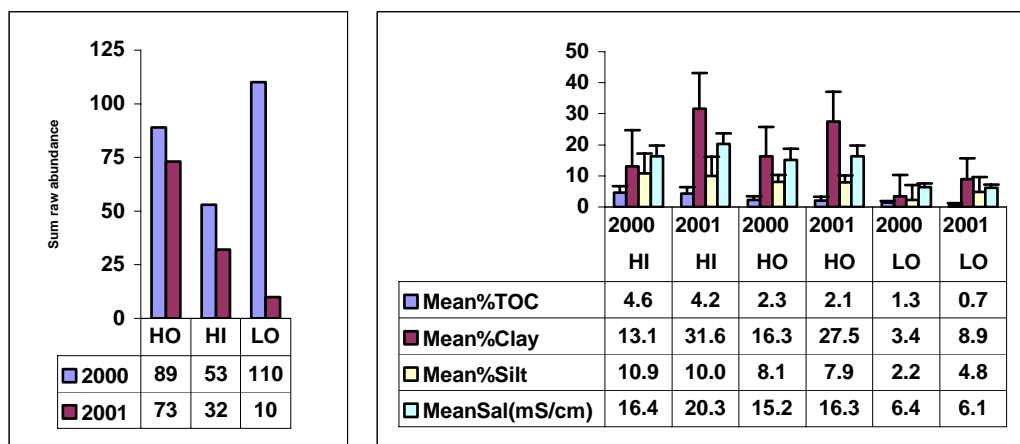 Sum raw abundance
125
100
75
50
25
0
HO HI LO
2000 89 53 110
2001 73 32 10
50
40
30
20
10
0
2000 2001 2000 2001 2000 2001
HI HI HO HO LO LO
Mean%TOC 4.6 4.2 2.3 2.1 1.3 0.7
Mean%Clay 13.1 31.6 16.3 27.5 3.4 8.9
Mean%Silt 10.9 10.0 8.1 7.9 2.2 4.8
MeanSal(mS/cm) 16.4 20.3 15.2 16.3 6.4 6.1